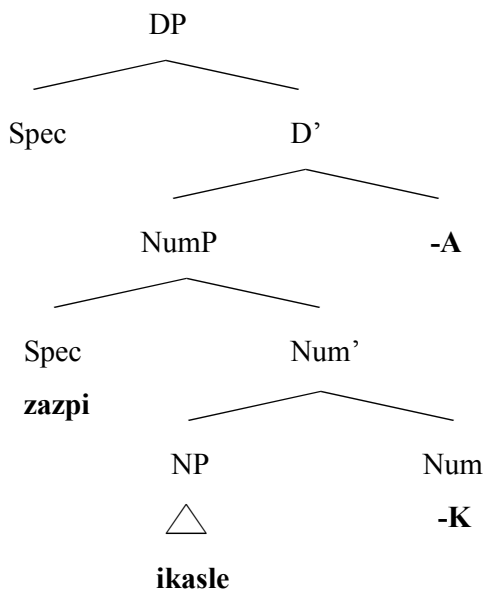 DP
Spec D’
NumP -A
Spec Num’
zazpi
NP Num
-K
ikasle